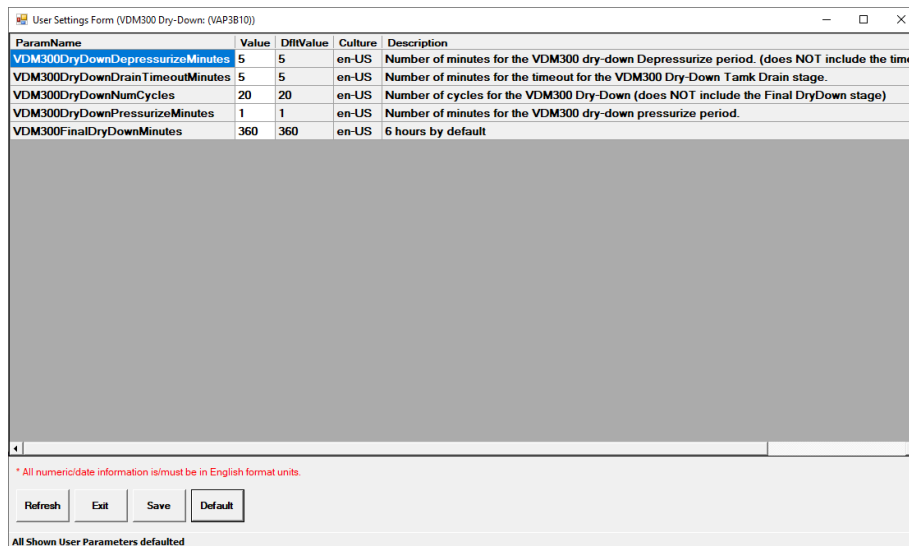 User Settings Form (VDM300 Dry-Down: (VAP3B10))
ParamName Value DfltValue Culture Description
VDM300DryDownDepressurizeMinutes 5 5 en-US Number of minutes for the VDM300 dry-down Depressurize period. (does NOT include the time
VDM300DryDownDrainTimeoutMinutes 5 5 en-US Number of minutes for the timeout for the VDM300 Dry-Down Tamk Drain stage.
VDM300DryDownNumCycles 20 20 en-US Number of cycles for the VDM300 Dry-Down (does NOT include the Final DryDown stage)
VDM300DryDownPressurizeMinutes 1 1 en-US Number of minutes for the VDM300 dry-down pressurize period.
VDM300FinalDryDownMinutes 360 360 en-US 6 hours by default
* All numeric/date information is/must be in English format units.
Refresh Exit Save Default
All Shown User Parameters defaulted